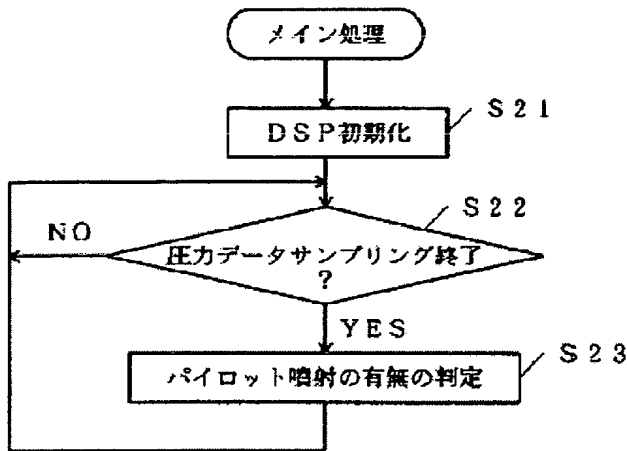 メイン処理
S21
DSP初期化
S22
NO
圧力データサンプリング終了
?
YES
S23
パイロット噴射の有無の判定